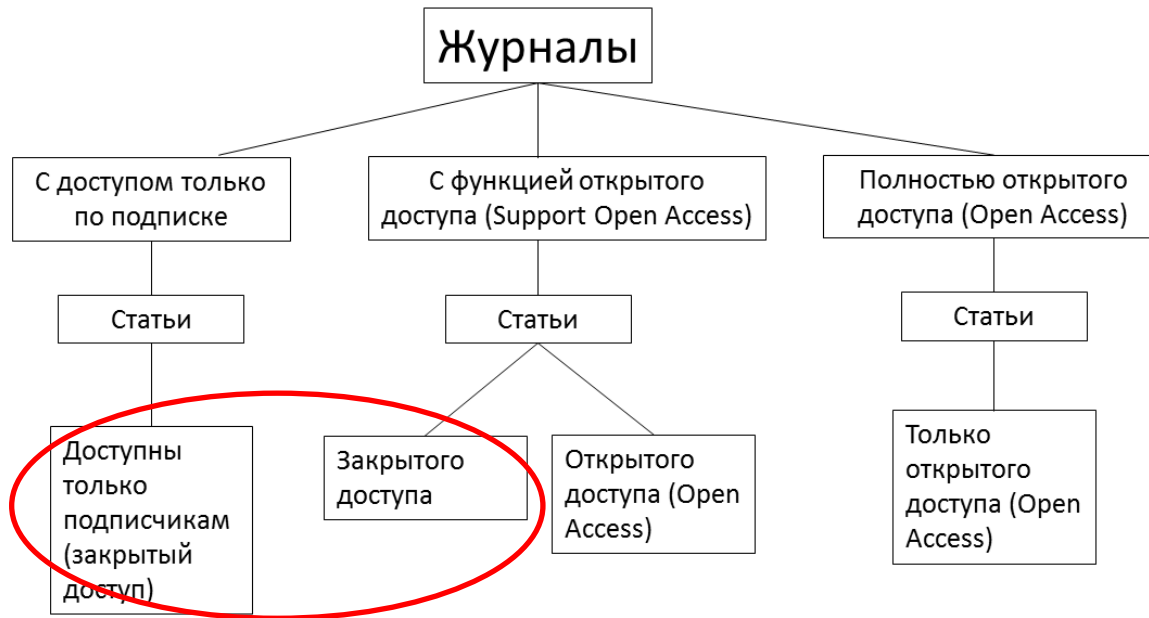 Журналы
С доступом только
по подписке
С функцией открытого
доступа (Support Open Access)
Полностью открытого
доступа (Open Access)
Статьи
Статьи
Статьи
Доступны
только
подписчикам
(закрытый
доступ)
Закрытого
доступа
Открытого
доступа (Open
Access)
Только
открытого
доступа (Open
Access)